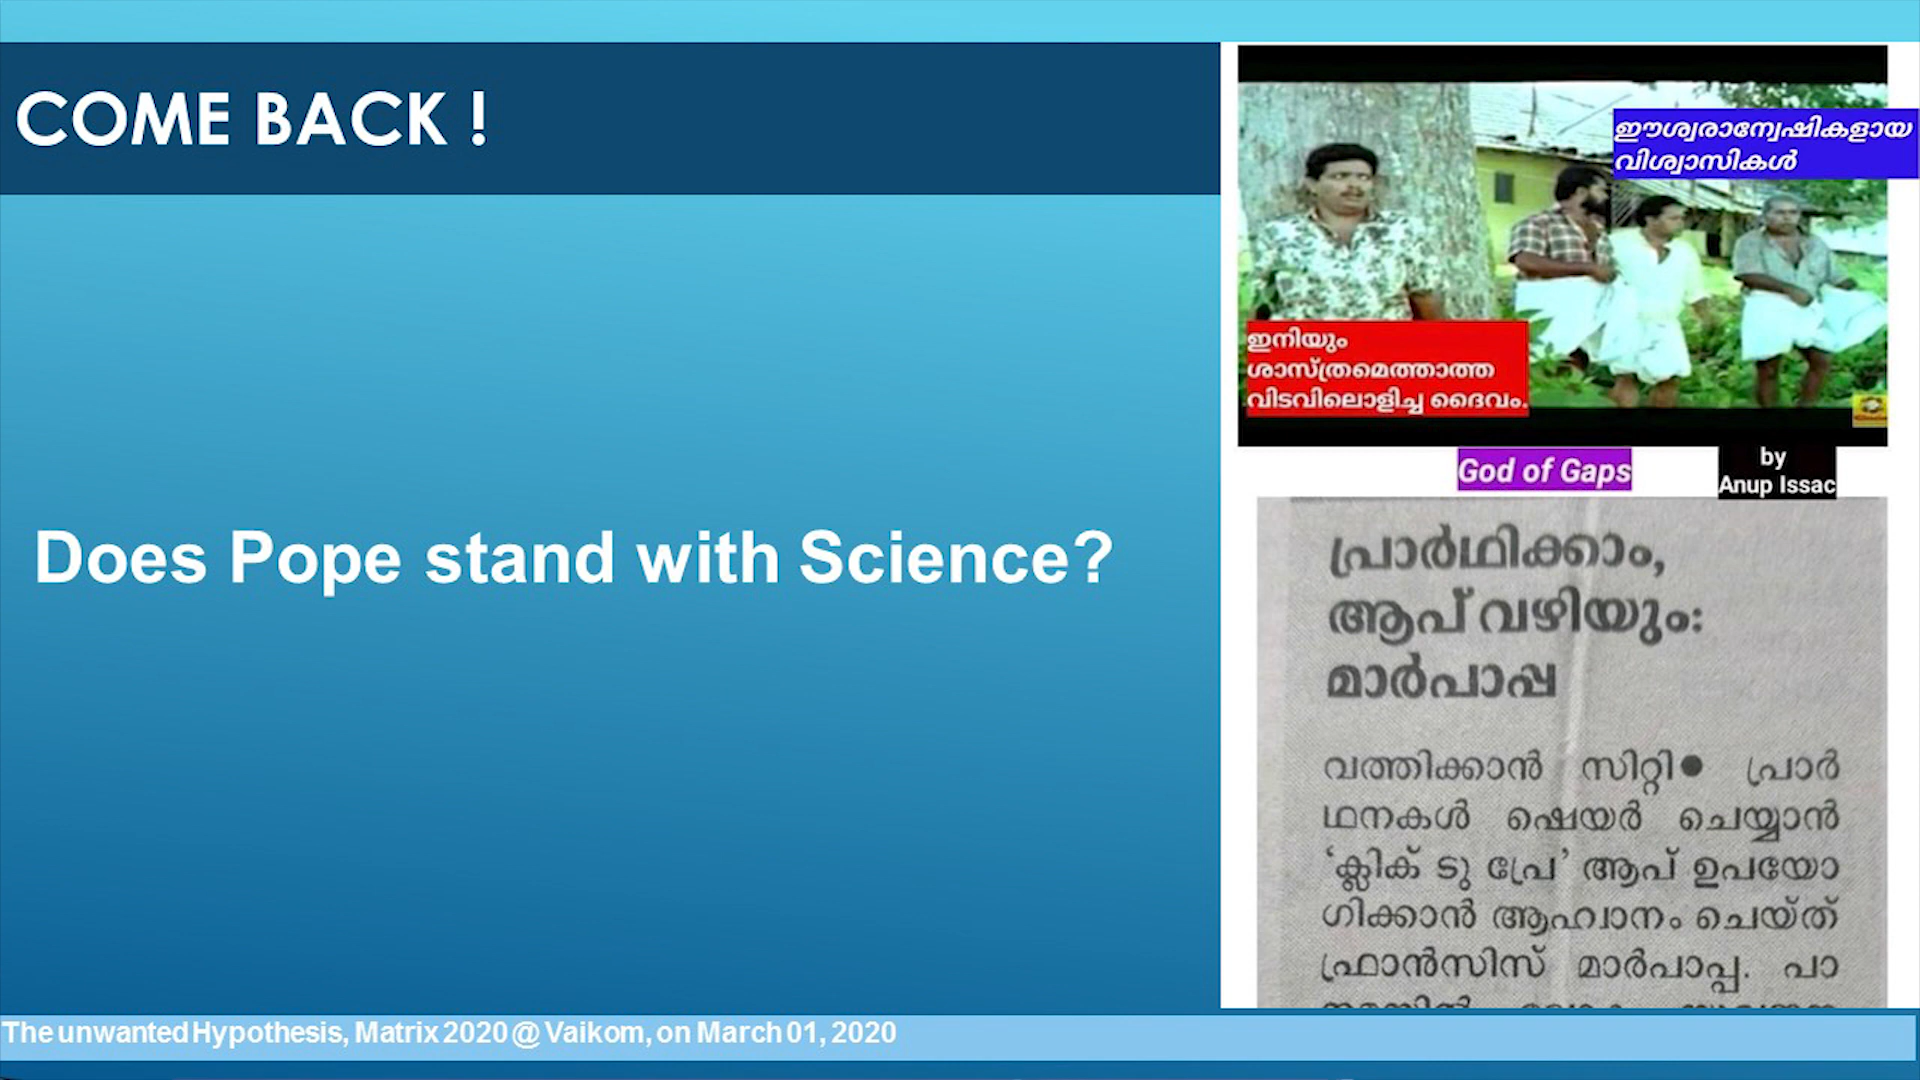 COME BACK !
Does Pope stand with Science?
ഈശ്വരാന്വേഷികളായ
വിശ്വാസികൾ
ഇനിയും
ശാസ്ത്രമെത്താത്ത
വിടവിലൊളിച്ച ദൈവം.
God of Gaps
by
Anup Issac
പ്രാർഥിക്കാം,
ആപ് വഴിയും:
മാർപാപ്പ
വത്തിക്കാൻ സിറ്റി● പ്രാർ
ഥനകൾ ഷെയർ ചെയ്യാൻ
‘ക്ലിക് ടു പ്രേ’ ആപ് ഉപയോ
ഗിക്കാൻ ആഹ്വാനം ചെയ്ത്
ഫ്രാൻസിസ് മാർപാപ്പ. പാ
The unwanted Hypothesis, Matrix 2020 @ Vaikom, on March 01, 2020